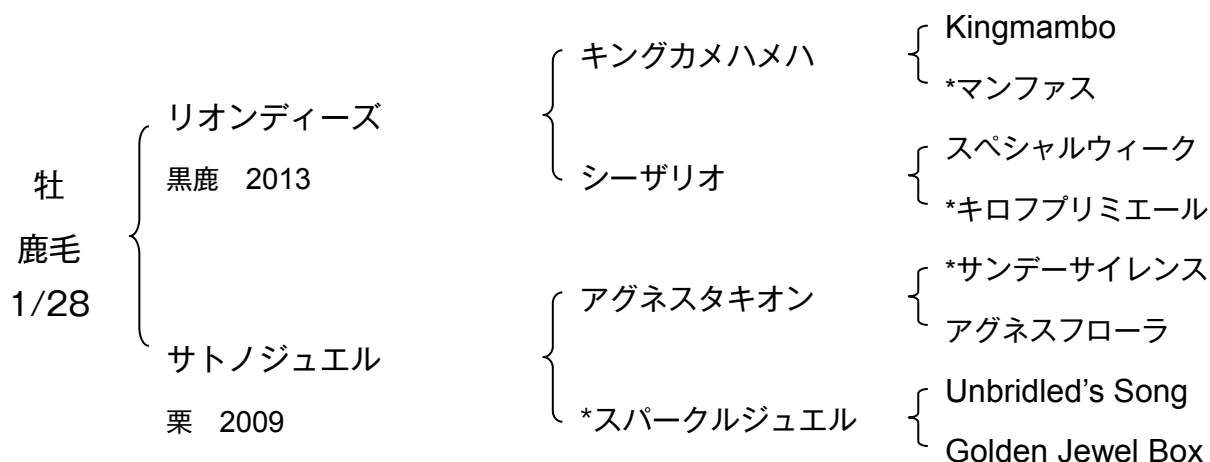 牡
鹿毛
1/28
リオンディーズ
黒鹿 2013
サトノジュエル
栗 2009
キングカメハメハ
シーザリオ
アグネスタキオン
*スパークルジュエル
Kingmambo
*マンファス
スペシャルウィーク
*キロフプリミエール
*サンデーサイレンス
アグネスフローラ
Unbridled's Song
Golden Jewel Box